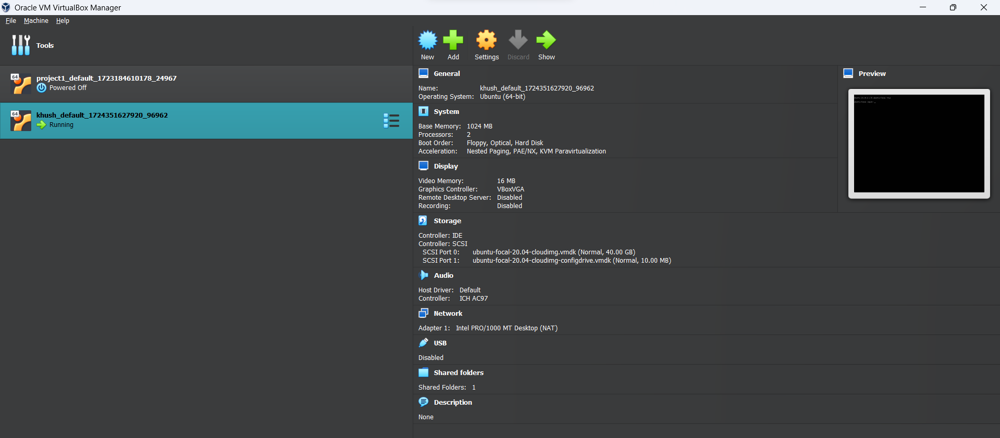 Oracle VM VirtualBox Manager
File Machine Help
Tools
New Add Settings Discard Show
64 project1_default_1723184610178_24967
Powered Off
64 khush_default_1724351627920_96962
Running
General
Name: khush_default_1724351627920_96962
Operating System: Ubuntu (64-bit)
System
Base Memory: 1024 MB
Processors: 2
Boot Order: Floppy, Optical, Hard Disk
Acceleration: Nested Paging, PAE/NX, KVM Paravirtualization
Display
Video Memory: 16 MB
Graphics Controller: VBoxVGA
Remote Desktop Server: Disabled
Recording: Disabled
Storage
Controller: IDE
Controller: SCSI
SCSI Port 0: ubuntu-focal-20.04-cloudimg.vmdk (Normal, 40.00 GB)
SCSI Port 1: ubuntu-focal-20.04-cloudimg-configdrive.vmdk (Normal, 10.00 MB)
Audio
Host Driver: Default
Controller: ICH AC97
Network
Adapter 1: Intel PRO/1000 MT Desktop (NAT)
USB
Disabled
Shared folders
Shared Folders: 1
Description
None
Preview